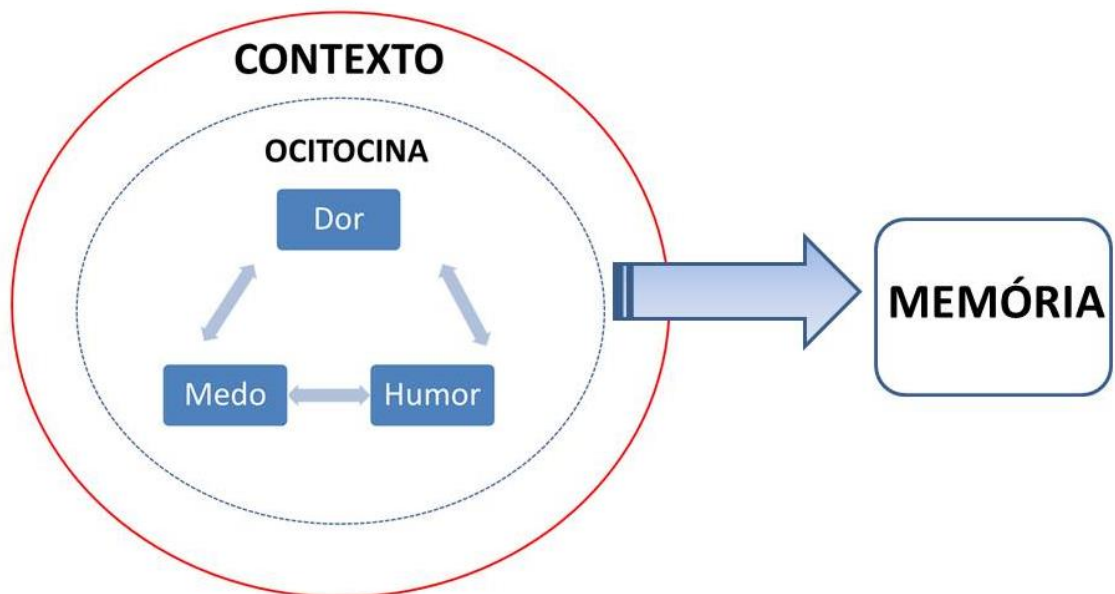 CONTEXTO
OCITOCINA
Dor
Medo
Humor
MEMÓRIA